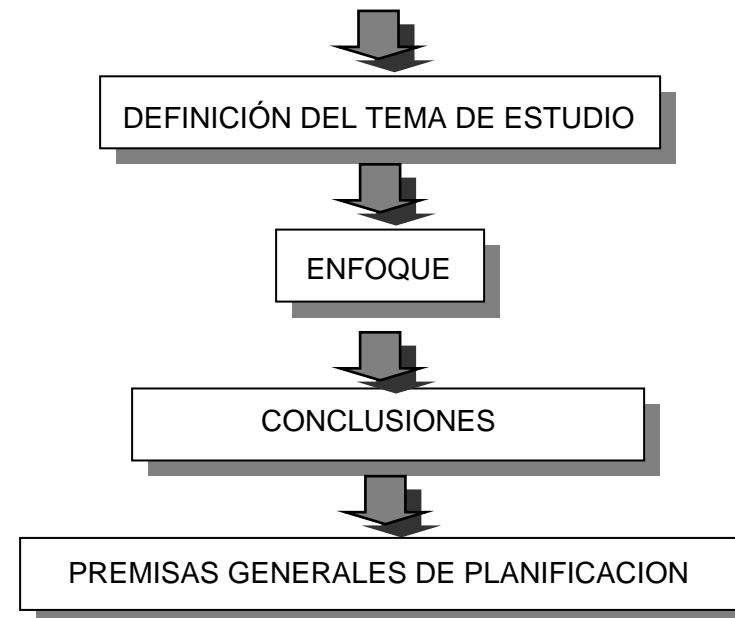 DEFINICIÓN DEL TEMA DE ESTUDIO
ENFOQUE
CONCLUSIONES
PREMISAS GENERALES DE PLANIFICACION